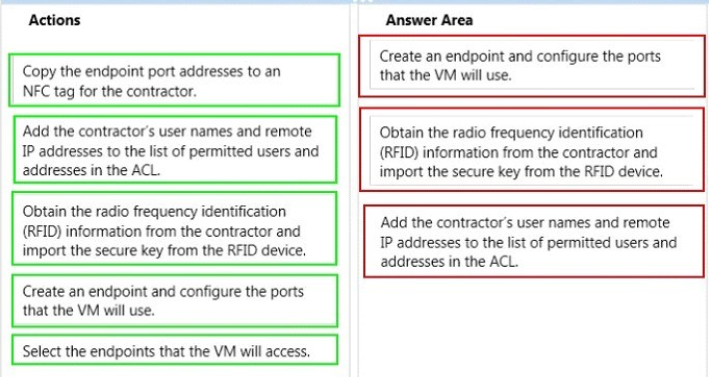 Actions
Copy the endpoint port addresses to an
NFC tag for the contractor.
Add the contractor's user names and remote
IP addresses to the list of permitted users and
addresses in the ACL.
Obtain the radio frequency identification
(RFID) information from the contractor and
import the secure key from the RFID device.
Create an endpoint and configure the ports
that the VM will use.
Select the endpoints that the VM will access.
Answer Area
Create an endpoint and configure the ports
that the VM will use.
Obtain the radio frequency identification
(RFID) information from the contractor and
import the secure key from the RFID device.
Add the contractor's user names and remote
IP addresses to the list of permitted users and
addresses in the ACL.